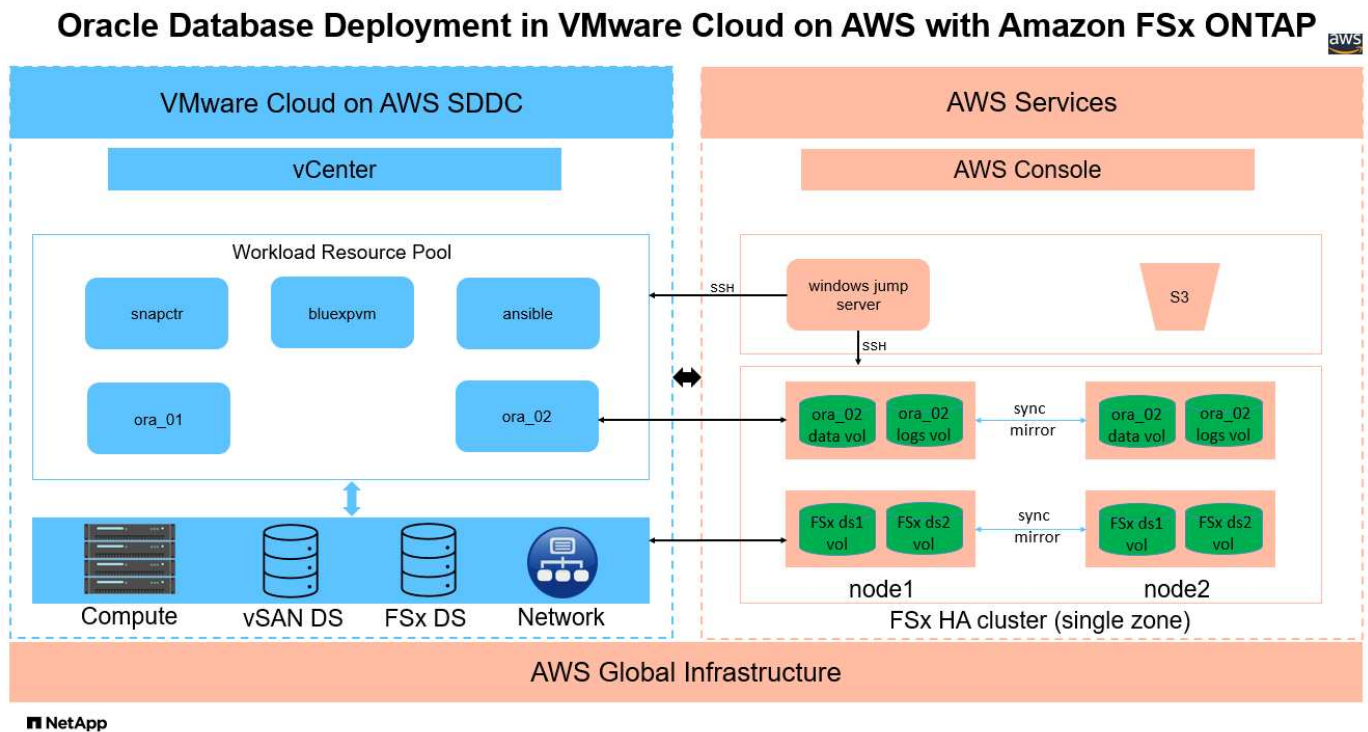 Oracle Database Deployment in VMware Cloud on AWS with Amazon FSx ONTAP
aws
VMware Cloud on AWS SDDC
vCenter
Workload Resource Pool
snapctr
bluexpvm
ansible
ora_01
ora_02
Compute
vSAN DS
FSx DS
Network
AWS Services
AWS Console
SSH
windows jump
server
S3
SSH
ora_02
data vol
ora_02
logs vol
sync
mirror
ora_02
data vol
ora_02
logs vol
FSx ds1
vol
FSx ds2
vol
sync
mirror
FSx ds1
vol
FSx ds2
vol
node1
node2
FSx HA cluster (single zone)
AWS Global Infrastructure
NetApp